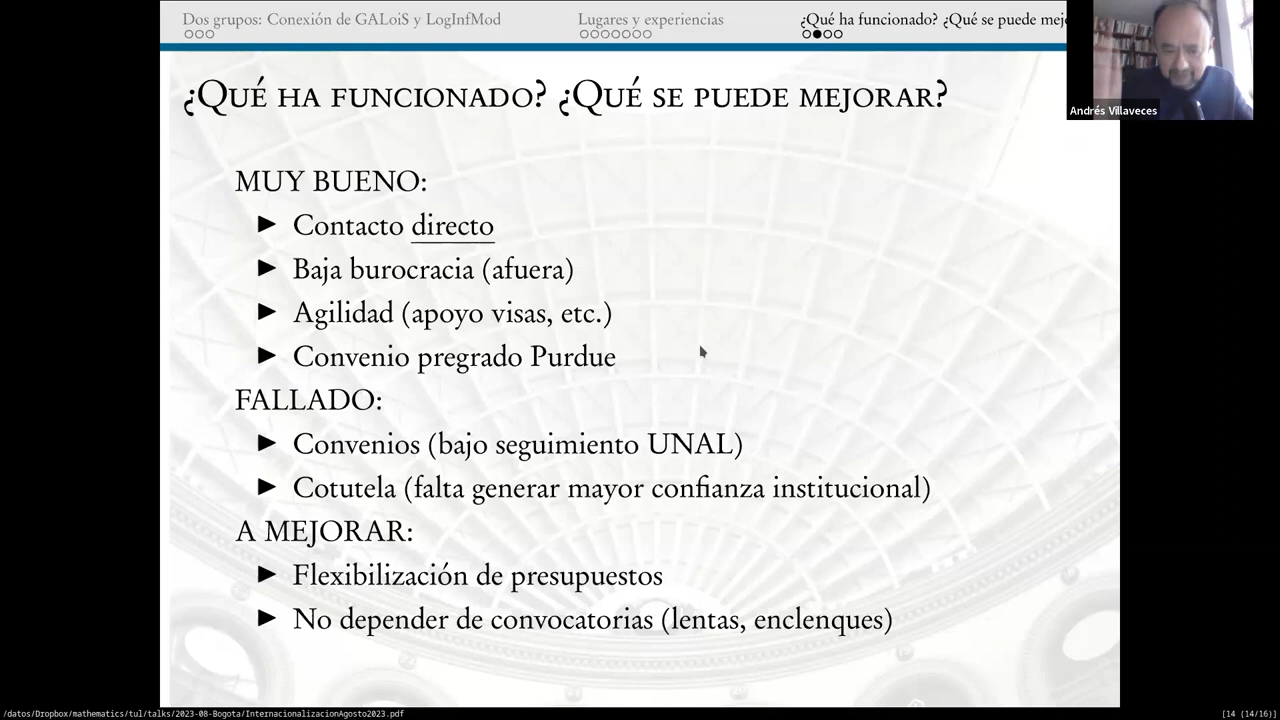 Dos grupos: Conexión de GALoiS y LogInfMod
Lugares y experiencias
¿Qué ha funcionado? ¿Qué se puede mejo
Andrés Villaveces
¿Qué ha funcionado? ¿Qué se puede mejorar?
MUY BUENO:
Contacto directo
Baja burocracia (afuera)
Agilidad (apoyo visas, etc.)
Convenio pregrado Purdue
FALLADO:
Convenios (bajo seguimiento UNAL)
Cotutela (falta generar mayor confianza institucional)
A MEJORAR:
Flexibilización de presupuestos
No depender de convocatorias (lentas, enclenques)
/datos/Dropbox/mathematics/tul/talks/2023-08-Bogota/InternacionalizacionAgosto2023.pdf
[14 (14/16)]